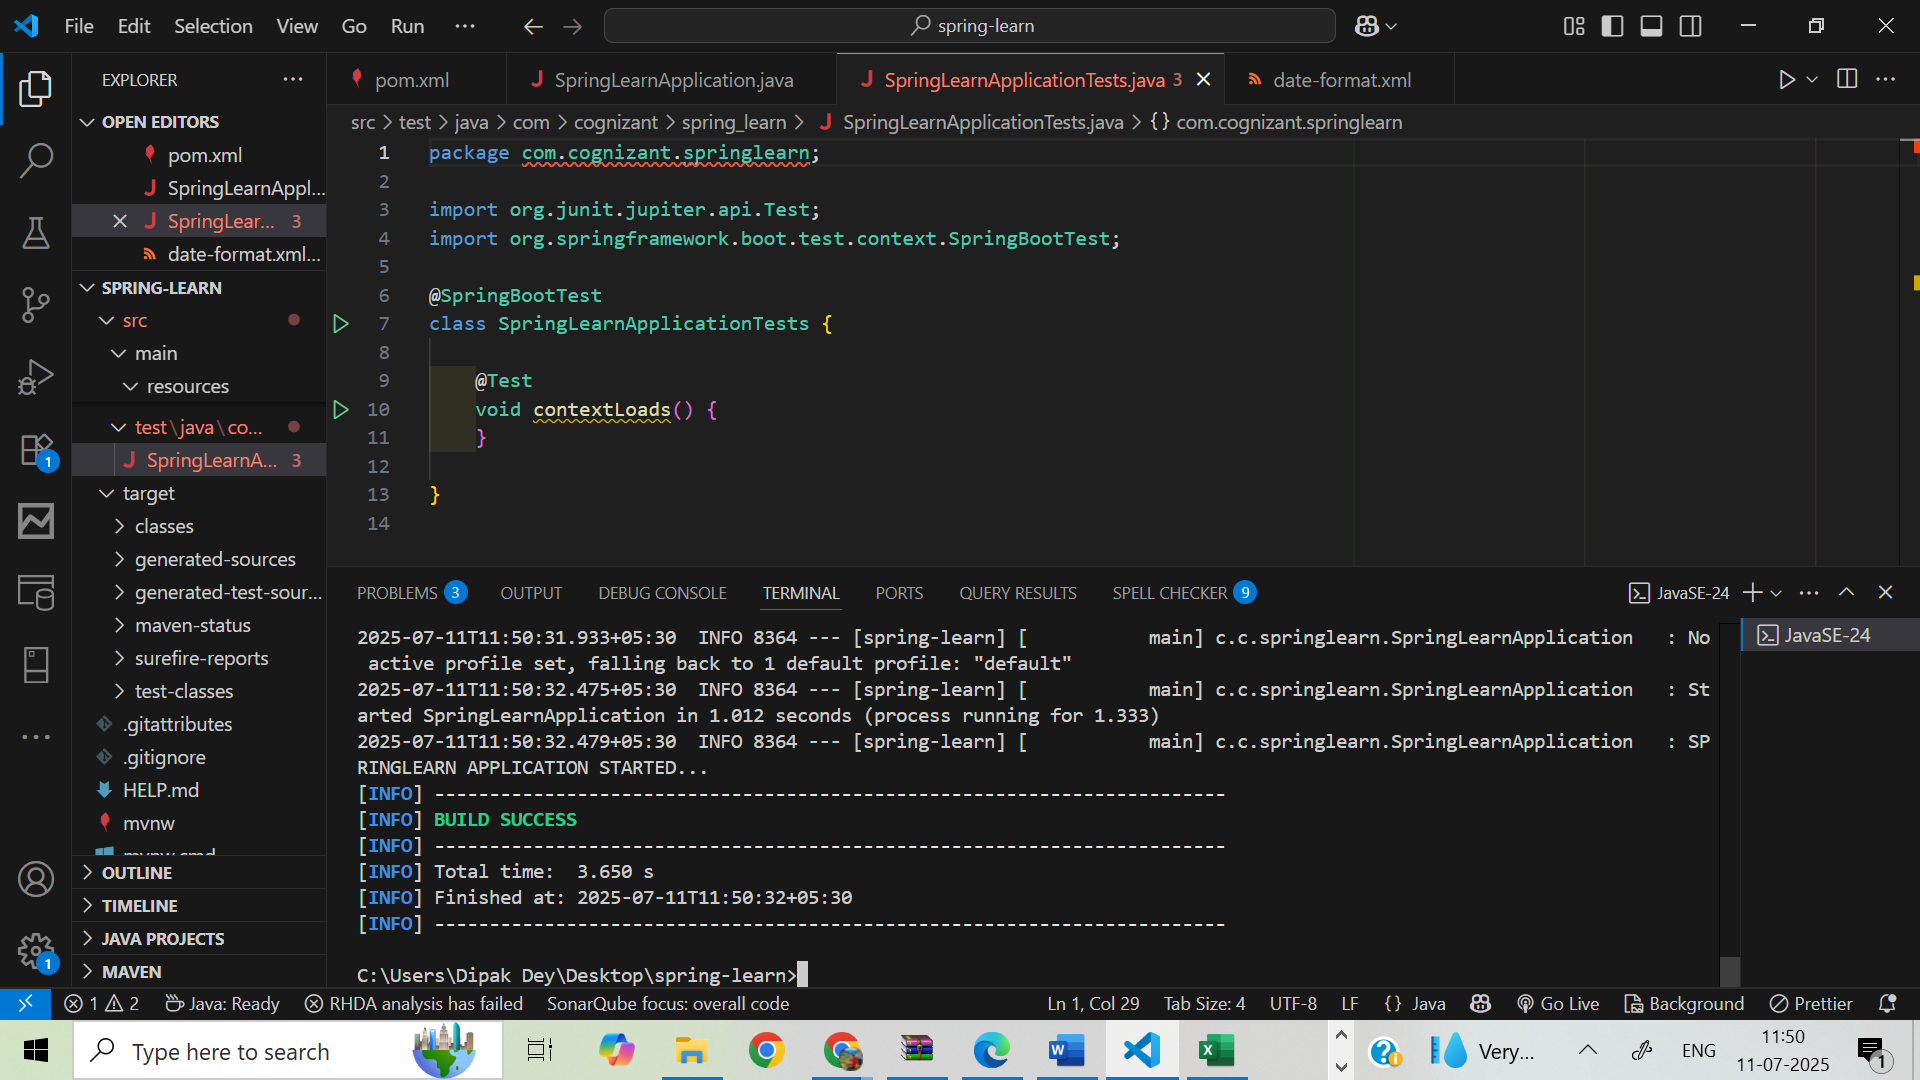 File Edit Selection View Go Run ··· spring-learn
EXPLORER ···
OPEN EDITORS
pom.xml
SpringLearnAppl...
SpringLear... 3
date-format.xml...
SPRING-LEARN
src
main
resources
test\java\co...
SpringLearnA... 3
target
classes
generated-sources
generated-test-sour...
maven-status
surefire-reports
test-classes
.gitattributes
.gitignore
HELP.md
mvnw
mvnw.cmd
OUTLINE
TIMELINE
JAVA PROJECTS
MAVEN
1
1
pom.xml SpringLearnApplication.java SpringLearnApplicationTests.java 3 date-format.xml
src > test > java > com > cognizant > spring_learn > SpringLearnApplicationTests.java > {} com.cognizant.springlearn
1 package com.cognizant.springlearn;
2
3 import org.junit.jupiter.api.Test;
4 import org.springframework.boot.test.context.SpringBootTest;
5
6 @SpringBootTest
7 class SpringLearnApplicationTests {
8
9 @Test
10 void contextLoads() {
11 }
12
13 }
14
PROBLEMS 3 OUTPUT DEBUG CONSOLE TERMINAL PORTS QUERY RESULTS SPELL CHECKER 9 JavaSE-24
JavaSE-24
2025-07-11T11:50:31.933+05:30  INFO 8364 --- [spring-learn] [           main] c.c.springlearn.SpringLearnApplication   : No
 active profile set, falling back to 1 default profile: "default"
2025-07-11T11:50:32.475+05:30  INFO 8364 --- [spring-learn] [           main] c.c.springlearn.SpringLearnApplication   : St
arted SpringLearnApplication in 1.012 seconds (process running for 1.333)
2025-07-11T11:50:32.479+05:30  INFO 8364 --- [spring-learn] [           main] c.c.springlearn.SpringLearnApplication   : SP
RINGLEARN APPLICATION STARTED...
[INFO] ------------------------------------------------------------------------
[INFO] BUILD SUCCESS
[INFO] ------------------------------------------------------------------------
[INFO] Total time:  3.650 s
[INFO] Finished at: 2025-07-11T11:50:32+05:30
[INFO] ------------------------------------------------------------------------
C:\Users\Dipak Dey\Desktop\spring-learn>
1 2 Java: Ready RHDA analysis has failed SonarQube focus: overall code Ln 1, Col 29 Tab Size: 4 UTF-8 LF {} Java Go Live Background Prettier
Type here to search Very... ENG 11:50
11-07-2025 1